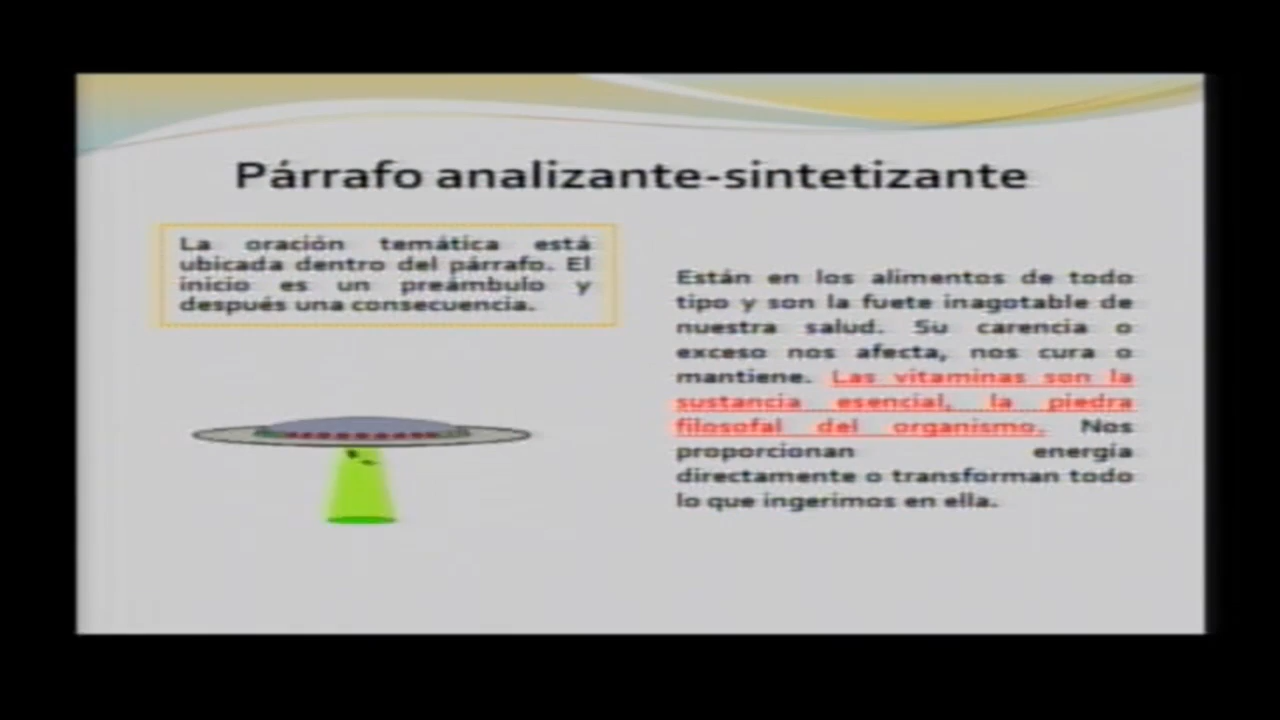 Párrafo analizante-sintetizante
La oración temática está
ubicada dentro del párrafo. El
inicio es un preámbulo y
después una consecuencia.
Están en los alimentos de todo
tipo y son la fuete inagotable de
nuestra salud. Su carencia o
exceso nos afecta, nos cura o
mantiene. Las vitaminas son la
sustancia esencial, la piedra
filosofal del organismo. Nos
proporcionan energía
directamente o transforman todo
lo que ingerimos en ella.